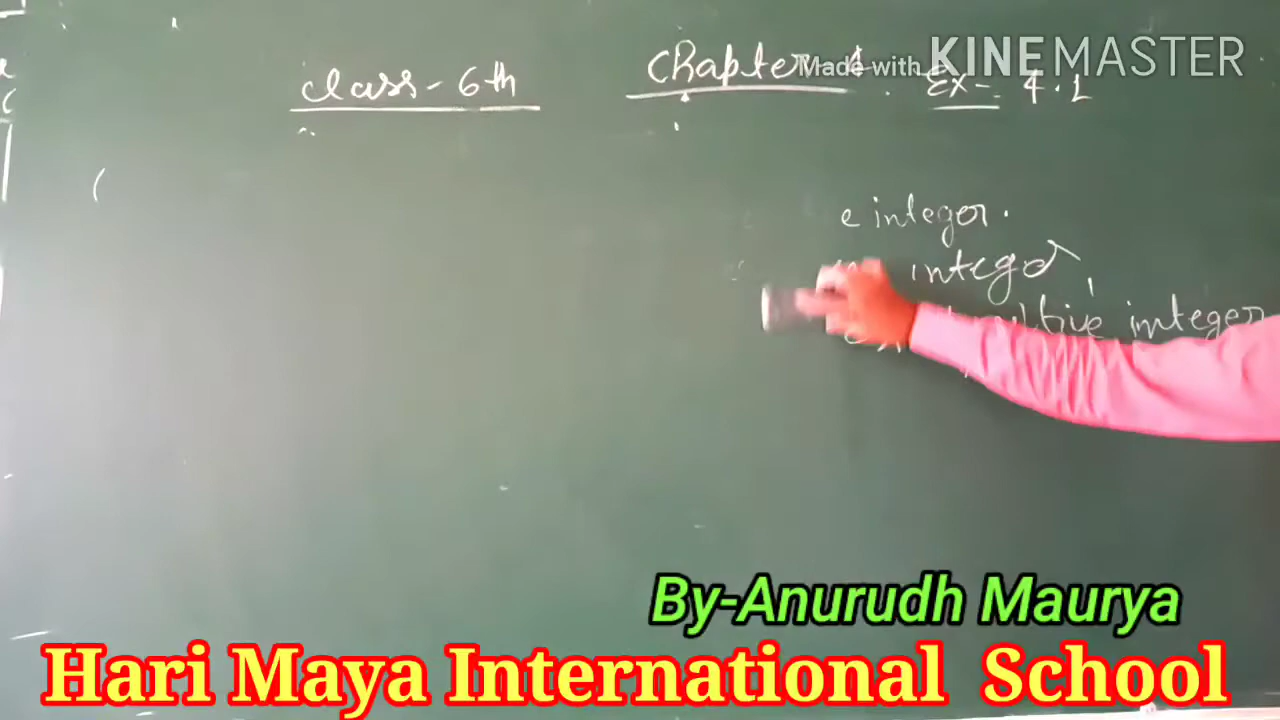 class - 6th Chapter 4 Ex - 4.1
Made with KINEMASTER
e integer.
integer
integer
By-Anurudh Maurya
Hari Maya International School